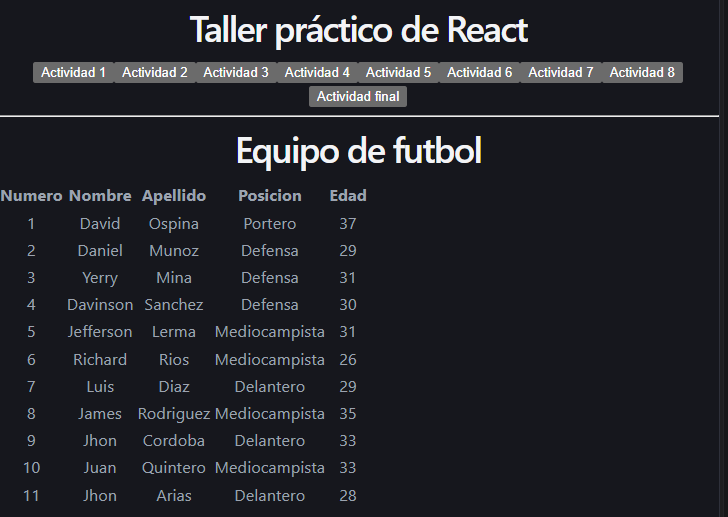 Taller práctico de React
Actividad 1 Actividad 2 Actividad 3 Actividad 4 Actividad 5 Actividad 6 Actividad 7 Actividad 8
Actividad final
Equipo de futbol
Numero Nombre Apellido Posicion Edad
1 David Ospina Portero 37
2 Daniel Munoz Defensa 29
3 Yerry Mina Defensa 31
4 Davinson Sanchez Defensa 30
5 Jefferson Lerma Mediocampista 31
6 Richard Rios Mediocampista 26
7 Luis Diaz Delantero 29
8 James Rodriguez Mediocampista 35
9 Jhon Cordoba Delantero 33
10 Juan Quintero Mediocampista 33
11 Jhon Arias Delantero 28